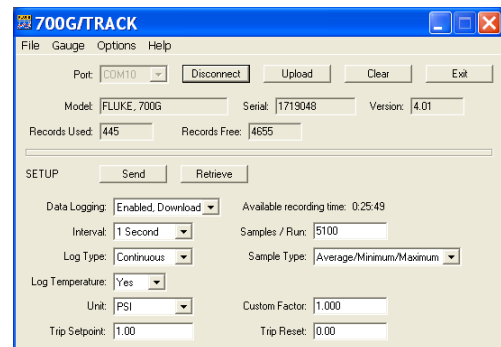 700G/TRACK
File Gauge Options Help
Port: COM10 Disconnect Upload Clear Exit
Model: FLUKE, 700G Serial: 1719048 Version: 4.01
Records Used: 445 Records Free: 4655
SETUP Send Retrieve
Data Logging: Enabled, Download Available recording time: 0:25:49
Interval: 1 Second Samples / Run: 5100
Log Type: Continuous Sample Type: Average/Minimum/Maximum
Log Temperature: Yes
Unit: PSI Custom Factor: 1.000
Trip Setpoint: 1.00 Trip Reset: 0.00